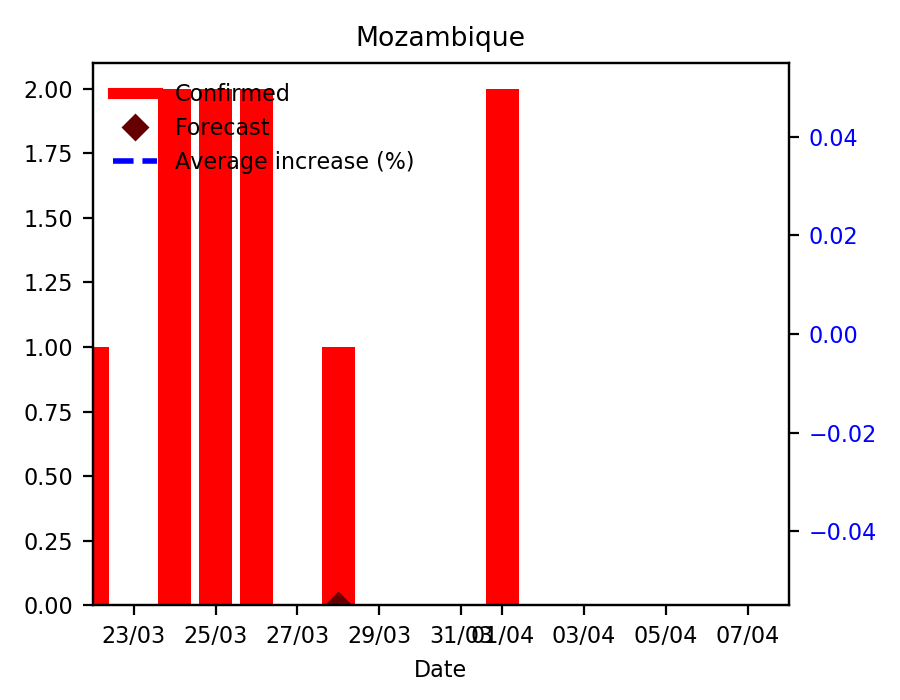 Mozambique
Confirmed
Forecast
Average increase (%)
2.00
1.75
1.50
1.25
1.00
0.75
0.50
0.25
0.00
0.04
0.02
0.00
−0.02
−0.04
23/03 25/03 27/03 29/03 31/03 01/04 03/04 05/04 07/04
Date